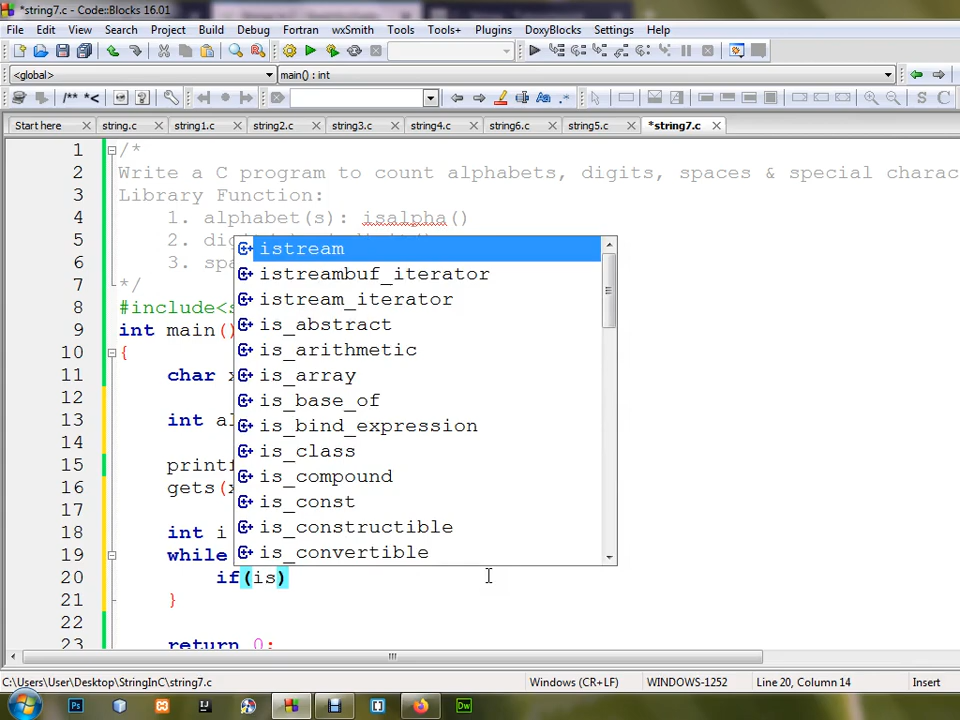 *string7.c - Code::Blocks 16.01
File Edit View Search Project Build Debug Fortran wxSmith Tools Tools+ Plugins DoxyBlocks Settings Help
<global> main() : int
/** *<
Start here string.c string1.c string2.c string3.c string4.c string6.c string5.c *string7.c
1 /*
2 Write a C program to count alphabets, digits, spaces & special charac
3 Library Function:
4 1. alphabet(s): isalpha()
5 2.
6 3.
7 */
8 #include<s
9 int main()
10 {
11 char x
12
13 int al
14
15 printf
16 gets(x
17
18 int i
19 while
20 if(is)
21 }
22
23 return 0;
istream
istreambuf_iterator
istream_iterator
is_abstract
is_arithmetic
is_array
is_base_of
is_bind_expression
is_class
is_compound
is_const
is_constructible
is_convertible
C:\Users\User\Desktop\StringInC\string7.c Windows (CR+LF) WINDOWS-1252 Line 20, Column 14 Insert